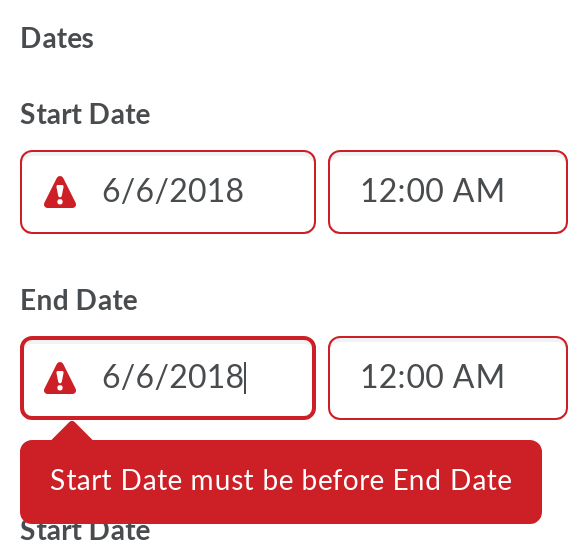 Dates
Start Date
6/6/2018 12:00 AM
End Date
6/6/2018 12:00 AM
Start Date must be before End Date
Start Date